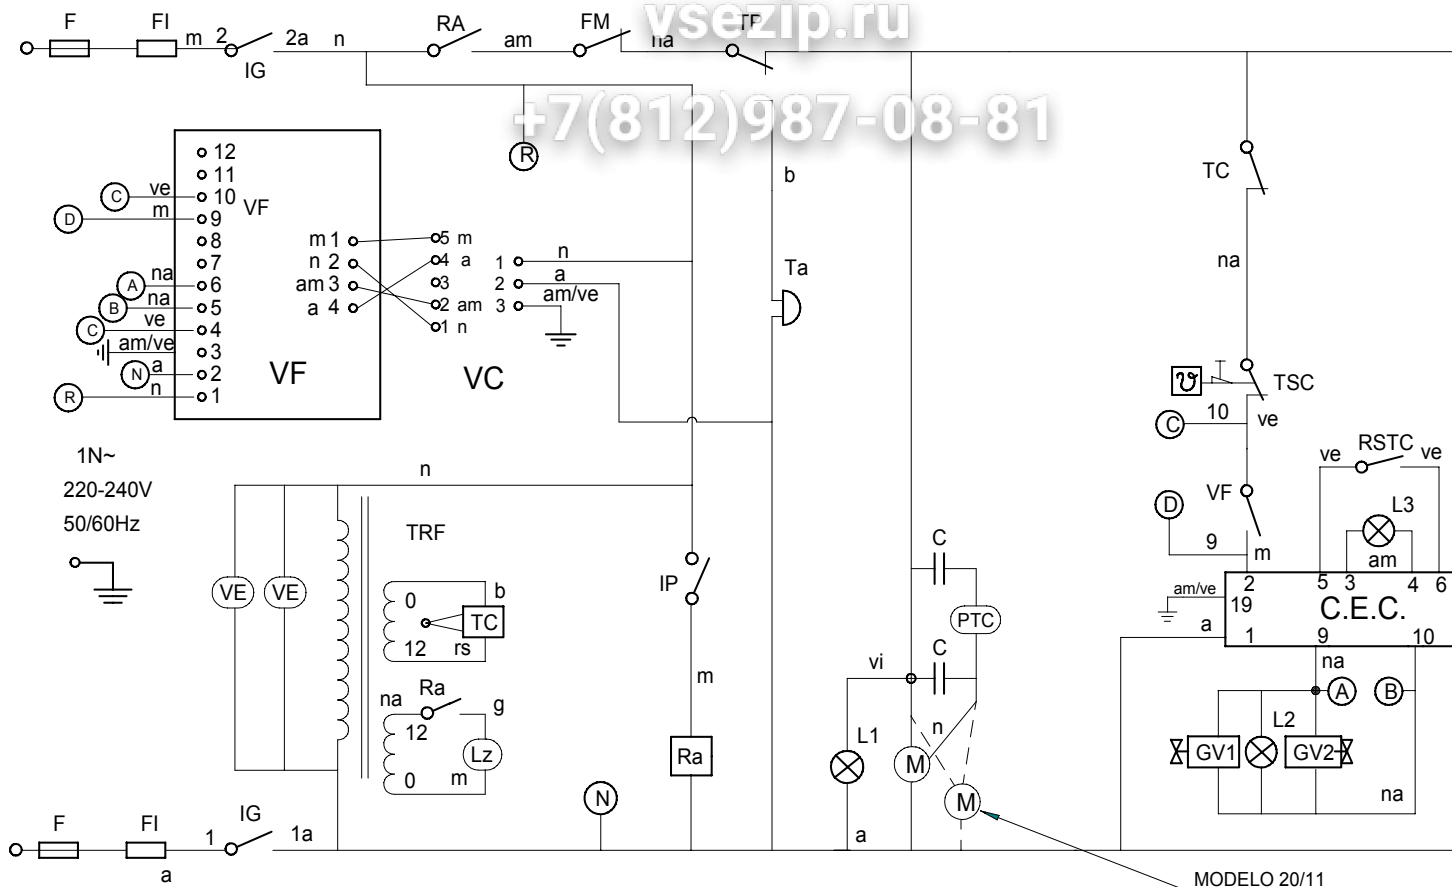 vsezip.ru
+7(812)987-08-81
F FI m 2 IG 2a n RA am FM na TP
R
12
11
C ve 10
D m 9
8
7
A na 6
B na 5
C ve 4
am/ve 3
N a 2
R n 1
VF
VF
m 1
n 2
am 3
a 4
5 m
4 a
3
2 am
1 n
VC
1 n
2 a
3 am/ve
b
Ta
TC
na
TSC
C 10 ve
D VF
9 m
1N~
220-240V
50/60Hz
n
VE VE
TRF
0 b
TC
12 rs
na Ra g
12
Lz
0 m
IP
m
Ra
N
C
PTC
C
vi
L1
n
M
M
a
RSTC
ve ve
L3
am
2 5 3 4 6
am/ve 19
C.E.C.
a 1 9 10
na
A B
L2
GV1 GV2
na
F FI 1 IG 1a
a
MODELO 20/11